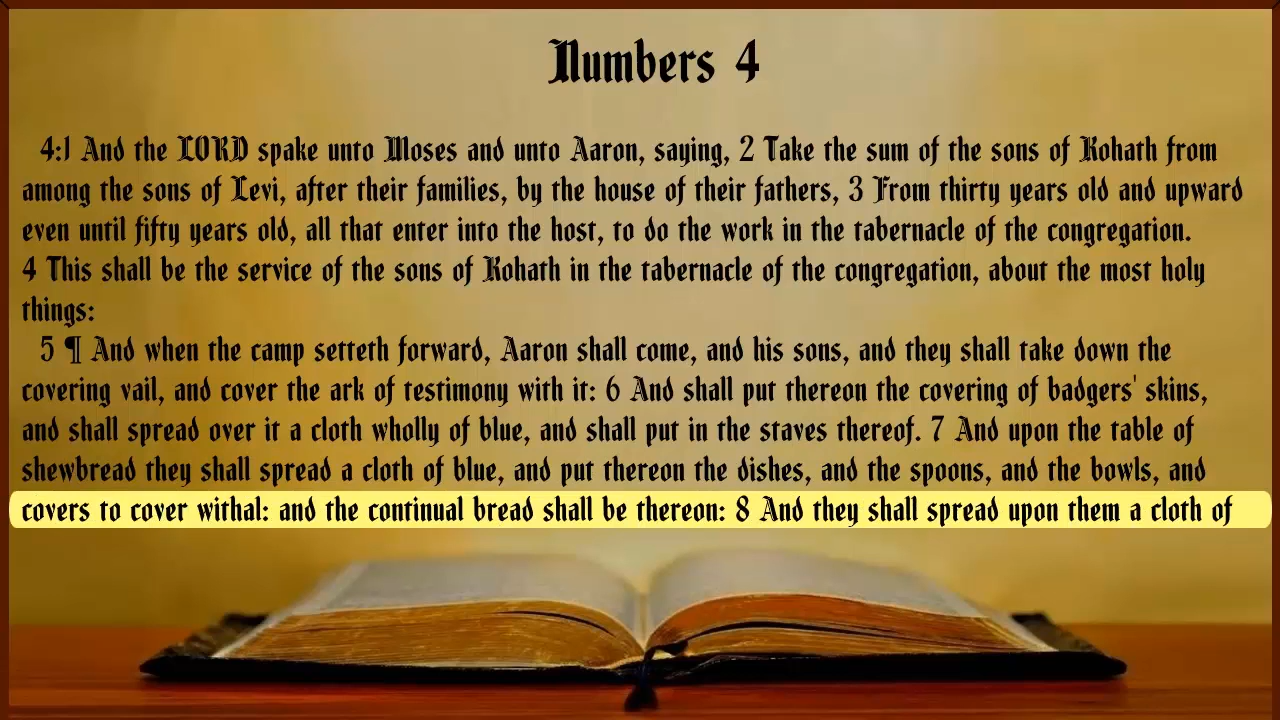 Numbers 4
4:1 And the LORD spake unto Moses and unto Aaron, saying, 2 Take the sum of the sons of Kohath from
among the sons of Levi, after their families, by the house of their fathers, 3 From thirty years old and upward
even until fifty years old, all that enter into the host, to do the work in the tabernacle of the congregation.
4 This shall be the service of the sons of Kohath in the tabernacle of the congregation, about the most holy
things:
5 ¶ And when the camp setteth forward, Aaron shall come, and his sons, and they shall take down the
covering vail, and cover the ark of testimony with it: 6 And shall put thereon the covering of badgers' skins,
and shall spread over it a cloth wholly of blue, and shall put in the staves thereof. 7 And upon the table of
shewbread they shall spread a cloth of blue, and put thereon the dishes, and the spoons, and the bowls, and
covers to cover withal: and the continual bread shall be thereon: 8 And they shall spread upon them a cloth of